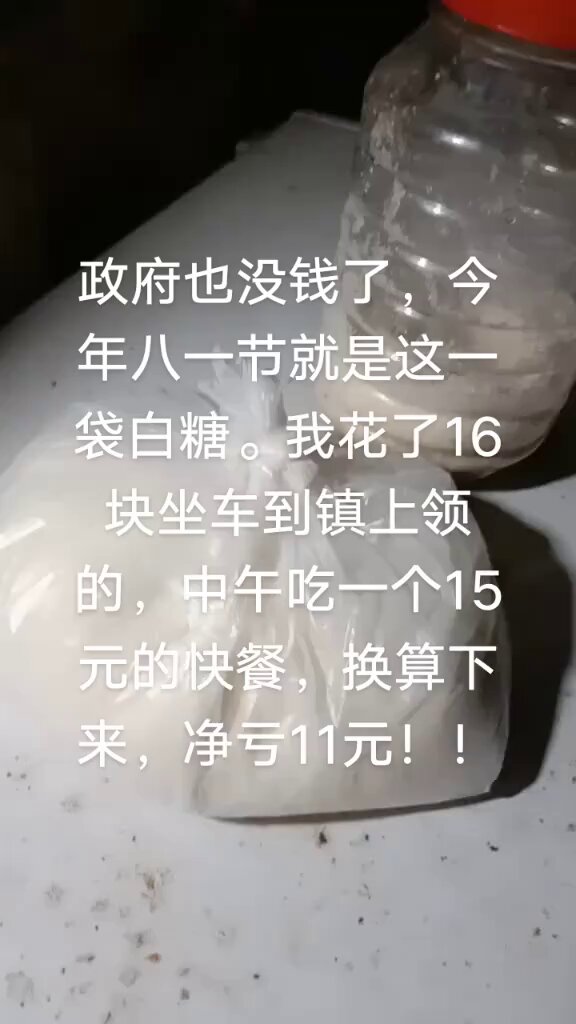 政府也没钱了，今
年八一节就是这一
袋白糖。我花了16
块坐车到镇上领
的，中午吃一个15
元的快餐，换算下
来，净亏11元！！